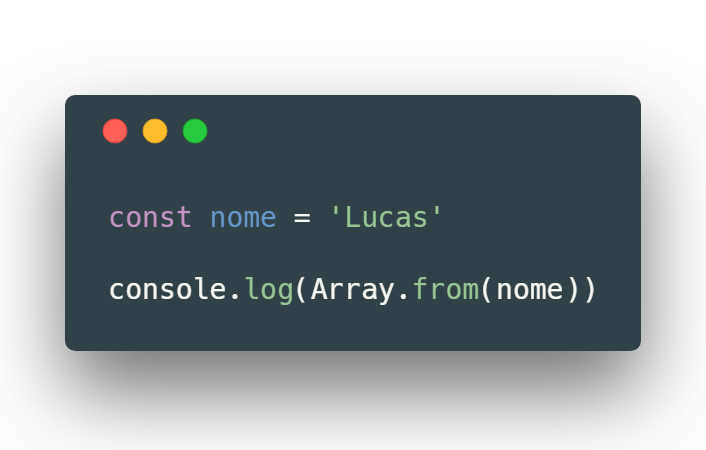 const nome = 'Lucas'
console.log(Array.from(nome))